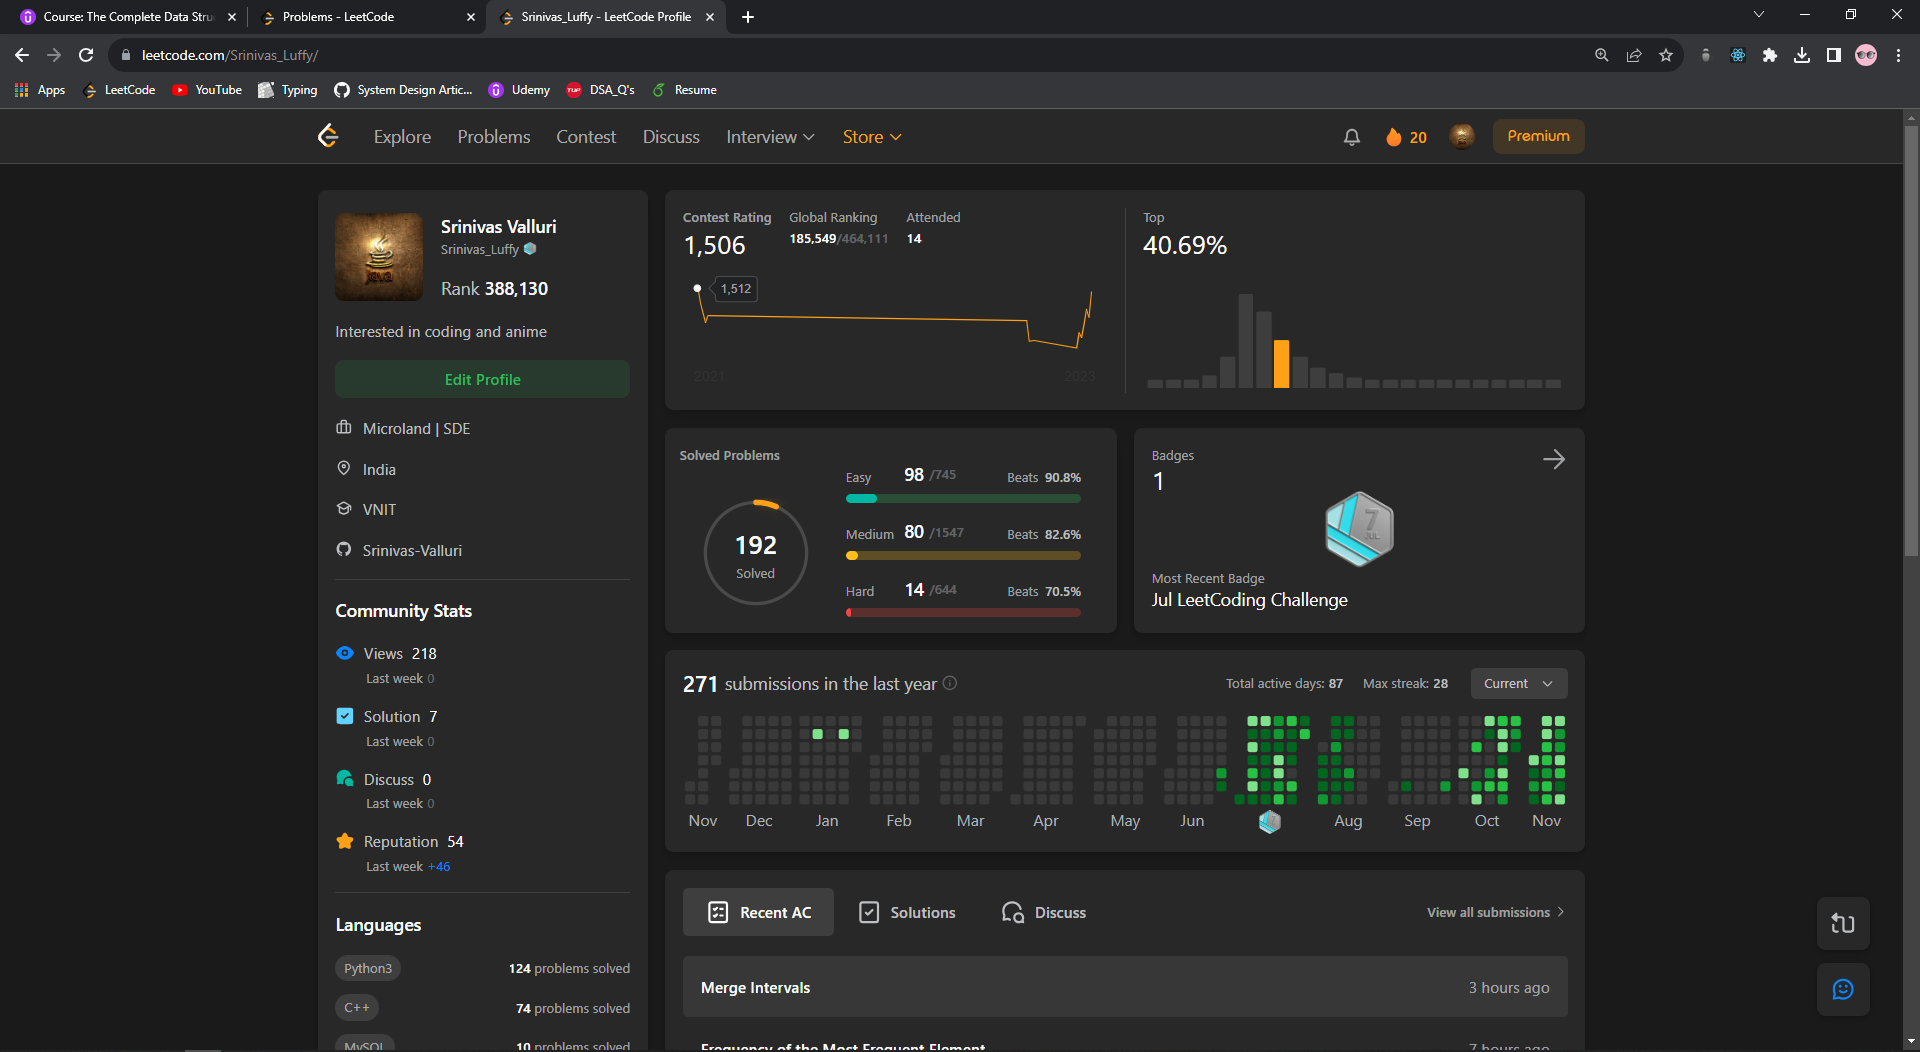 Course: The Complete Data Stru
Problems - LeetCode
Srinivas_Luffy - LeetCode Profile
leetcode.com/Srinivas_Luffy/
Apps
LeetCode
YouTube
Typing
System Design Artic...
Udemy
DSA_Q's
Resume
Explore
Problems
Contest
Discuss
Interview
Store
20
Premium
Srinivas Valluri
Srinivas_Luffy
Rank 388,130
Interested in coding and anime
Edit Profile
Microland | SDE
India
VNIT
Srinivas-Valluri
Community Stats
Views 218
Last week 0
Solution 7
Last week 0
Discuss 0
Last week 0
Reputation 54
Last week +46
Languages
Python3 124 problems solved
C++ 74 problems solved
MySQL 10 problems solved
Contest Rating
1,506
Global Ranking
185,549/464,111
Attended
14
1,512
2021
2023
Top
40.69%
Solved Problems
192
Solved
Easy 98 /745 Beats 90.8%
Medium 80 /1547 Beats 82.6%
Hard 14 /644 Beats 70.5%
Badges
1
7
JUL
Most Recent Badge
Jul LeetCoding Challenge
271 submissions in the last year
Total active days: 87
Max streak: 28
Current
Nov Dec Jan Feb Mar Apr May Jun Aug Sep Oct Nov
Recent AC
Solutions
Discuss
View all submissions
Merge Intervals 3 hours ago
Frequency of the Most Frequent Element 7 hours ago